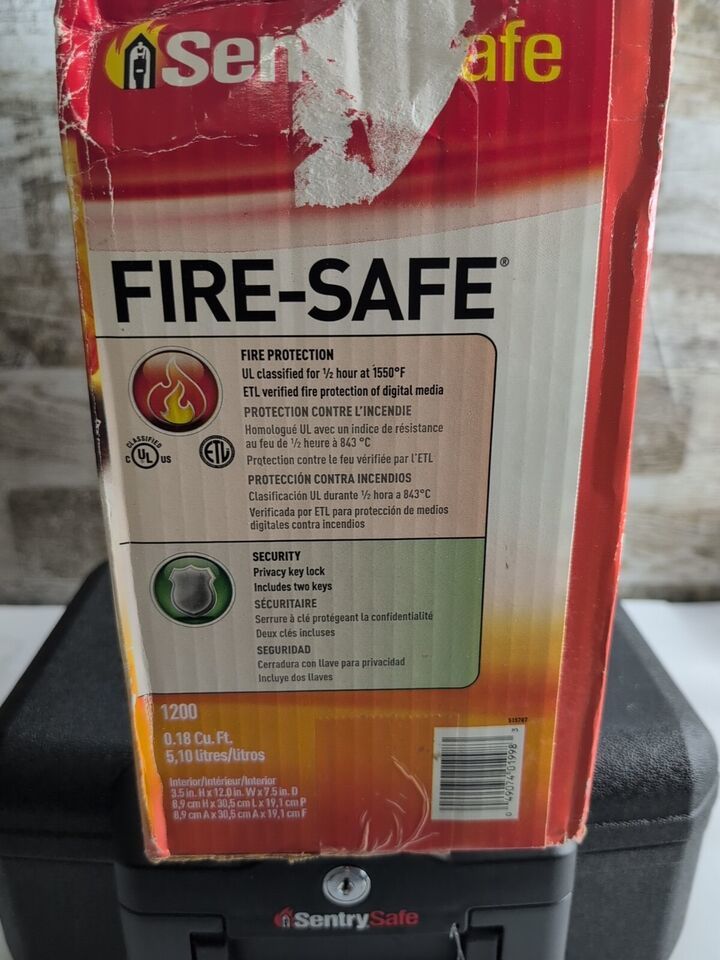 Sen afe
FIRE-SAFE®
FIRE PROTECTION
UL classified for ½ hour at 1550°F
ETL verified fire protection of digital media
PROTECTION CONTRE L'INCENDIE
Homologué UL avec un indice de résistance
au feu de ½ heure à 843 °C
Protection contre le feu vérifiée par l'ETL
PROTECCIÓN CONTRA INCENDIOS
Clasificación UL durante ½ hora a 843°C
Verificada por ETL para protección de medios
digitales contra incendios
CLASSIFIED
C UL US
ETL
SECURITY
Privacy key lock
Includes two keys
SÉCURITAIRE
Serrure à clé protégeant la confidentialité
Deux clés incluses
SEGURIDAD
Cerradura con llave para privacidad
Incluye dos llaves
1200
0.18 Cu. Ft.
5,10 litres/litros
Interior/Intérieur/Interior
3.5 in. H x 12.0 in. W x 7.5 in. D
8,9 cm H x 30,5 cm L x 19,1 cm P
8,9 cm A x 30,5 cm A x 19,1 cm F
0 49074 01998 3
SentrySafe